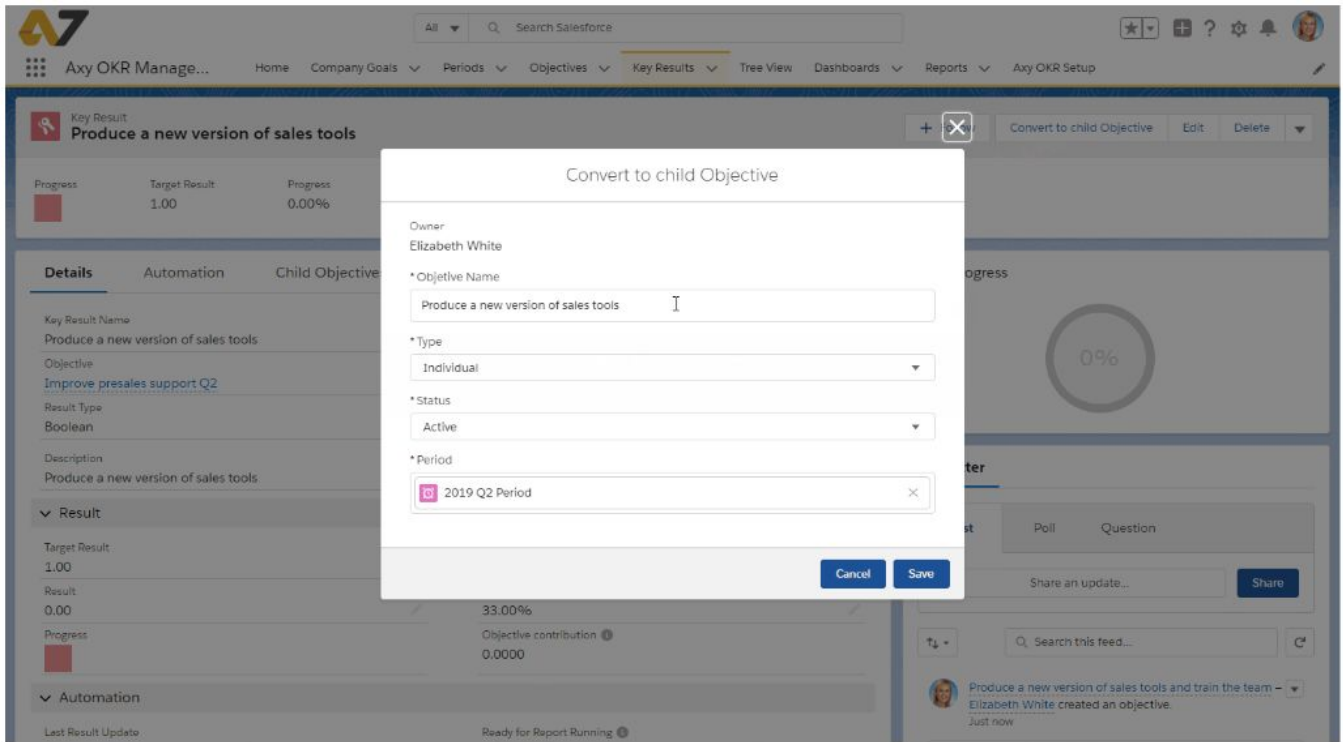 A7
All Search Salesforce
Axy OKR Manage... Home Company Goals Periods Objectives Key Results Tree View Dashboards Reports Axy OKR Setup
Key Result
Produce a new version of sales tools
Convert to child Objective Edit Delete
Progress Target Result Progress
1.00 0.00%
Convert to child Objective
Owner
Elizabeth White
*Objetive Name
Produce a new version of sales tools
*Type
Individual
*Status
Active
*Period
2019 Q2 Period
Cancel Save
Details Automation Child Objective
Key Result Name
Produce a new version of sales tools
Objective
Improve presales support Q2
Result Type
Boolean
Description
Produce a new version of sales tools
Result
Target Result
1.00
Result
0.00 33.00%
Progress Objective contribution
0.0000
Automation
Last Result Update Ready for Report Running
ogress
0%
ter
st Poll Question
Share an update... Share
Search this feed...
Produce a new version of sales tools and train the team –
Elizabeth White created an objective.
Just now